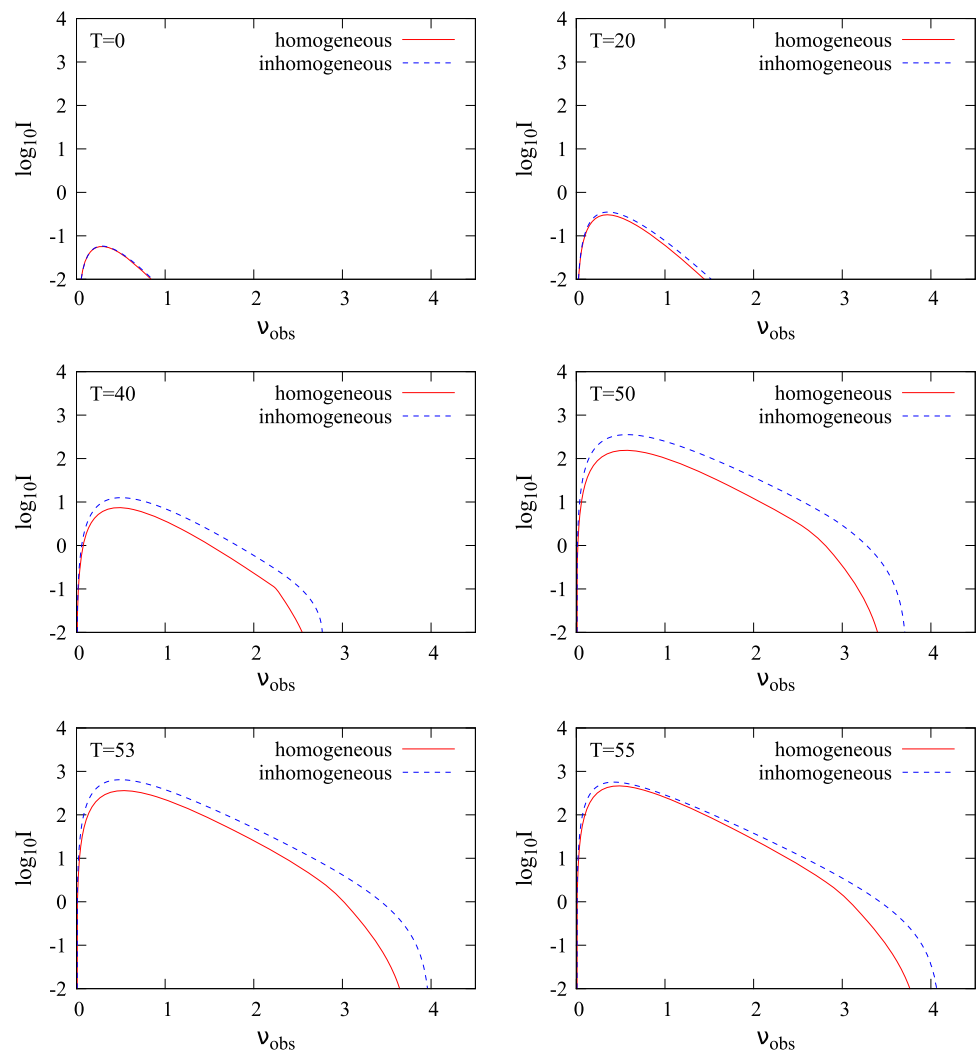 T=0
homogeneous
inhomogeneous
log10I
4
3
2
1
0
-1
-2
0 1 2 3 4
νobs
T=20
homogeneous
inhomogeneous
log10I
4
3
2
1
0
-1
-2
0 1 2 3 4
νobs
T=40
homogeneous
inhomogeneous
log10I
4
3
2
1
0
-1
-2
0 1 2 3 4
νobs
T=50
homogeneous
inhomogeneous
log10I
4
3
2
1
0
-1
-2
0 1 2 3 4
νobs
T=53
homogeneous
inhomogeneous
log10I
4
3
2
1
0
-1
-2
0 1 2 3 4
νobs
T=55
homogeneous
inhomogeneous
log10I
4
3
2
1
0
-1
-2
0 1 2 3 4
νobs